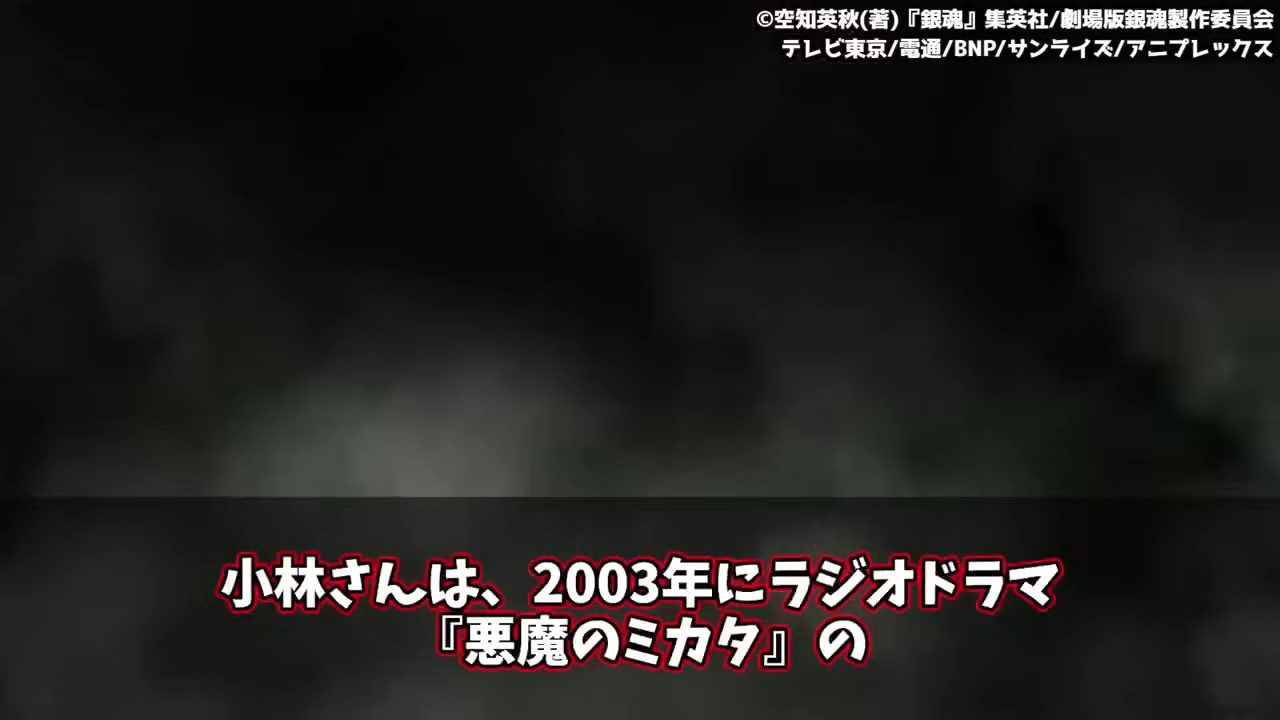 ©空知英秋(著)『銀魂』集英社/劇場版銀魂製作委員会
テレビ東京/電通/BNP/サンライズ/アニプレックス
小林さんは、2003年にラジオドラマ
『悪魔のミカタ』の